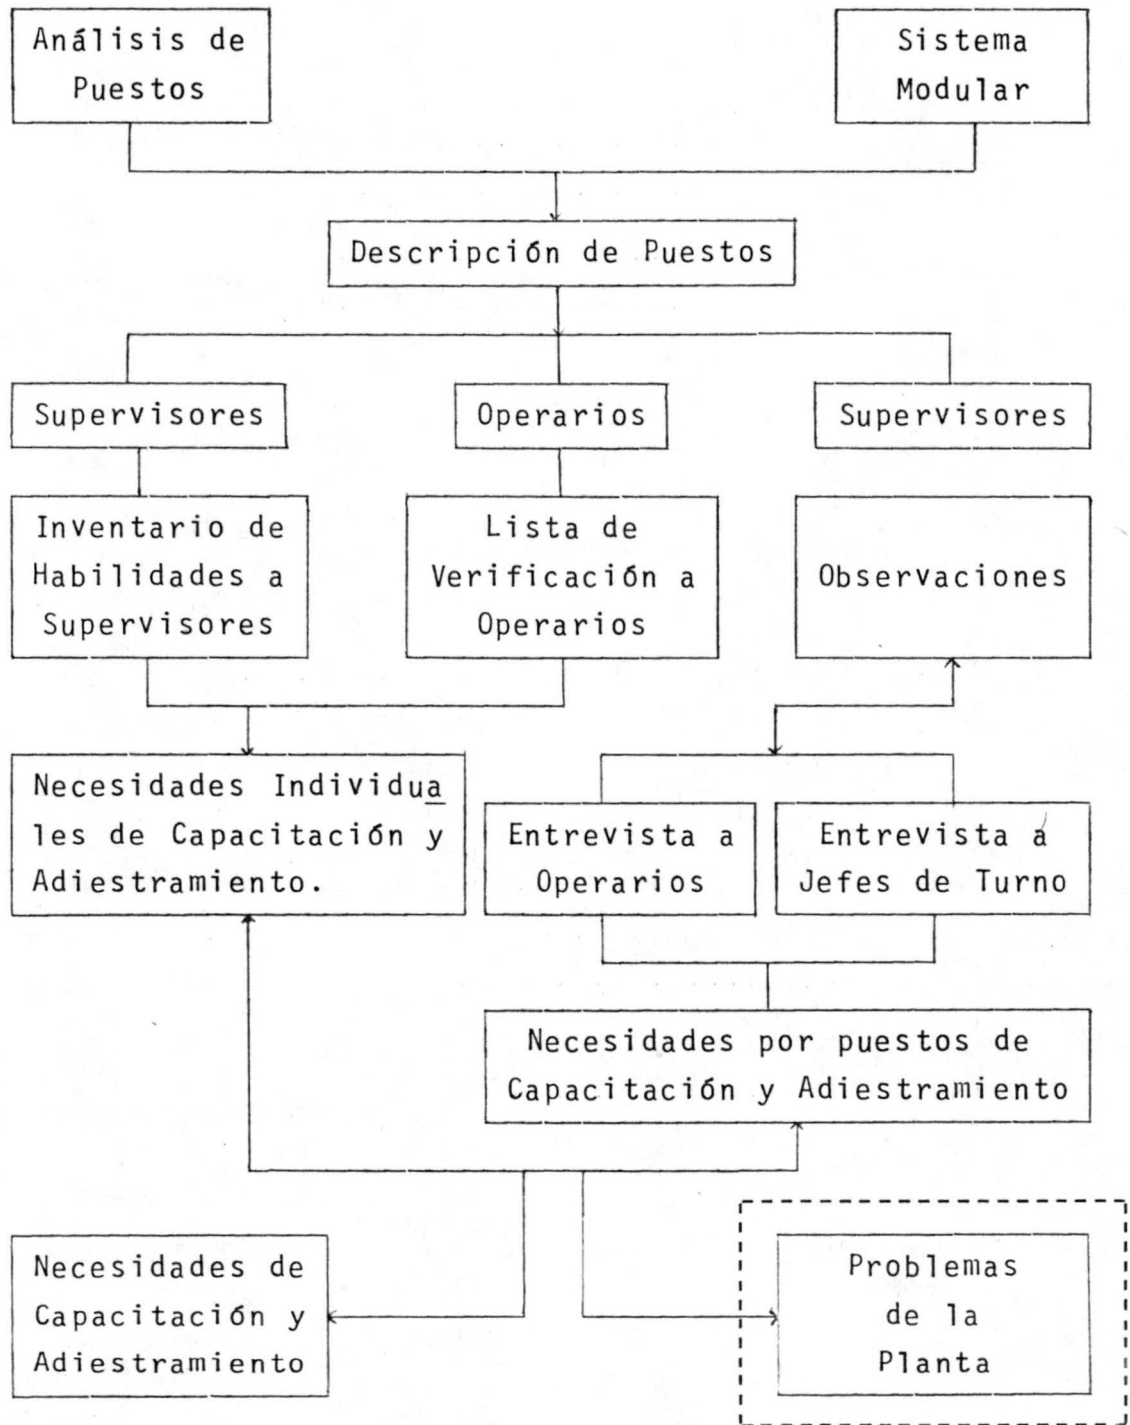 Análisis de
Puestos
Sistema
Modular
Descripción de Puestos
Supervisores
Operarios
Supervisores
Inventario de
Habilidades a
Supervisores
Lista de
Verificación a
Operarios
Observaciones
Necesidades Individua
les de Capacitación y
Adiestramiento.
Entrevista a
Operarios
Entrevista a
Jefes de Turno
Necesidades por puestos de
Capacitación y Adiestramiento
Necesidades de
Capacitación y
Adiestramiento
Problemas
de la
Planta